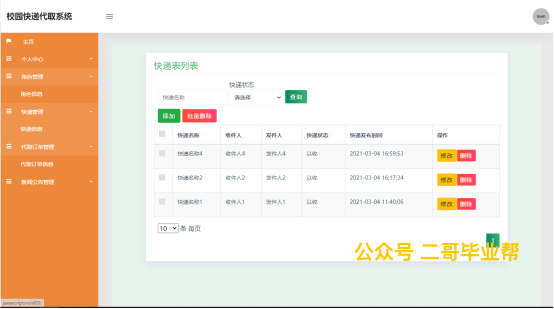 校园快递代取系统
主页
个人中心
角色管理
角色信息
快递管理
快递信息
代取订单管理
代取订单信息
新闻公告管理
快递表列表
快递状态
快递名称 请选择 查询
添加 批量删除
快递名称 收件人 发件人 快递状态 快递发布时间 操作
快递名称4 收件人4 发件人4 以收 2021-03-04 16:59:53 修改 删除
快递名称2 收件人2 发件人2 以收 2021-03-04 16:17:34 修改 删除
快递名称1 收件人1 发件人1 以收 2021-03-04 11:40:06 修改 删除
10 条 每页
1
公众号 二哥毕业帮
javascript:void(0);